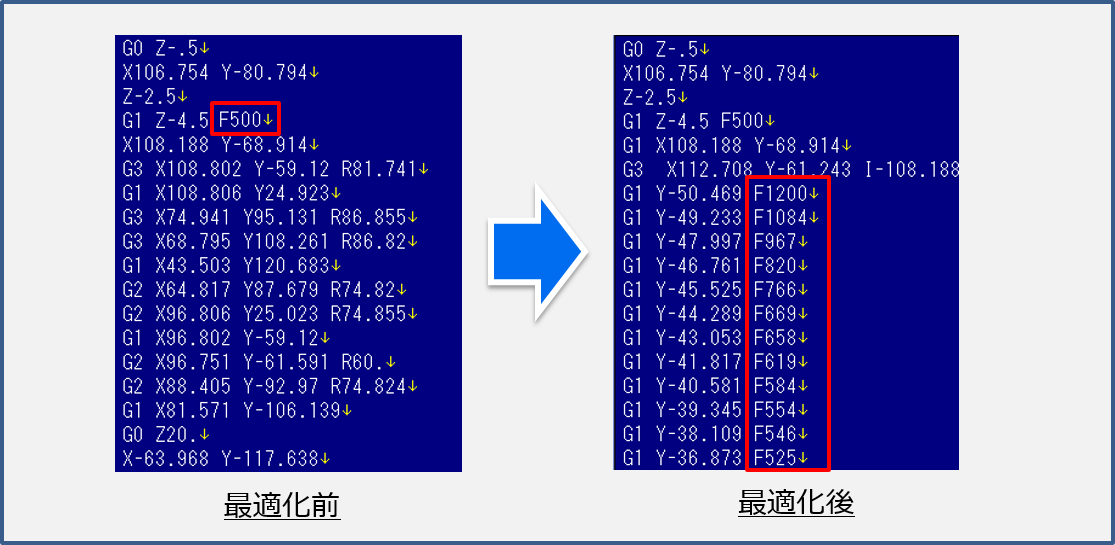 G0 Z-.5↓
X106.754 Y-80.794↓
Z-2.5↓
G1 Z-4.5 F500↓
X108.188 Y-68.914↓
G3 X108.802 Y-59.12 R81.741↓
G1 X108.806 Y24.923↓
G3 X74.941 Y95.131 R86.855↓
G3 X68.795 Y108.261 R86.82↓
G1 X43.503 Y120.683↓
G2 X64.817 Y87.679 R74.82↓
G2 X96.806 Y25.023 R74.855↓
G1 X96.802 Y-59.12↓
G2 X96.751 Y-61.591 R60.↓
G2 X88.405 Y-92.97 R74.824↓
G1 X81.571 Y-106.139↓
G0 Z20.↓
X-63.968 Y-117.638↓
最適化前
G0 Z-.5↓
X106.754 Y-80.794↓
Z-2.5↓
G1 Z-4.5 F500↓
G1 X108.188 Y-68.914↓
G3 X112.708 Y-61.243 I-108.188
G1 Y-50.469 F1200↓
G1 Y-49.233 F1084↓
G1 Y-47.997 F967↓
G1 Y-46.761 F820↓
G1 Y-45.525 F766↓
G1 Y-44.289 F669↓
G1 Y-43.053 F658↓
G1 Y-41.817 F619↓
G1 Y-40.581 F584↓
G1 Y-39.345 F554↓
G1 Y-38.109 F546↓
G1 Y-36.873 F525↓
最適化後